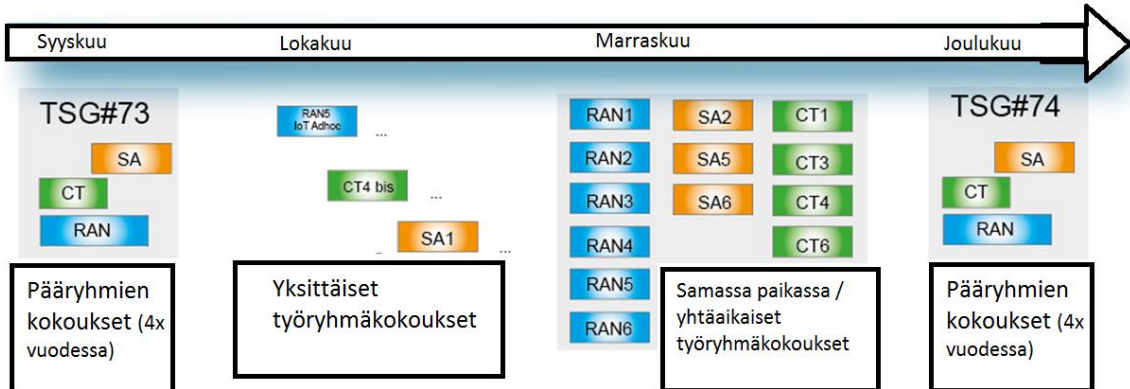 Syyskuu Lokakuu Marraskuu Joulukuu
TSG#73
SA
CT
RAN
RAN5
IoT Adhoc
...
CT4 bis
...
SA1
...
RAN1 SA2 CT1
RAN2 SA5 CT3
RAN3 SA6 CT4
RAN4 CT6
RAN5
RAN6
TSG#74
SA
CT
RAN
Pääryhmien
kokoukset (4x
vuodessa)
Yksittäiset
työryhmäkokoukset
Samassa paikassa /
yhtäaikaiset
työryhmäkokoukset
Pääryhmien
kokoukset (4x
vuodessa)